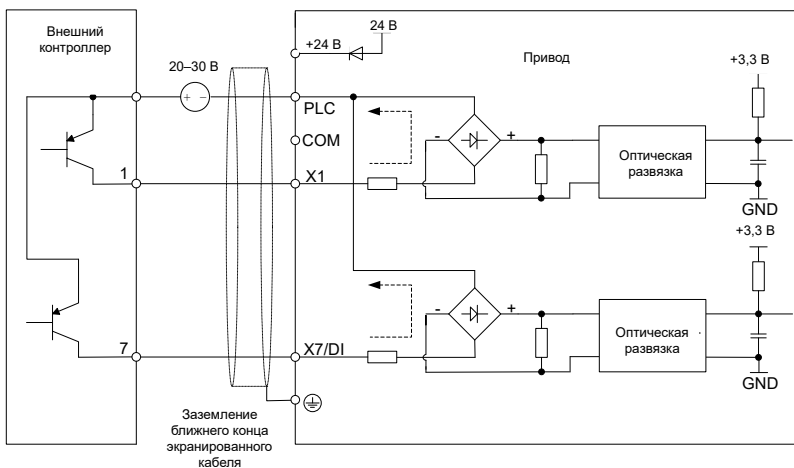 Внешний
контроллер
24 В
+24 В
Привод
20–30 В
+3,3 В
+ -
PLC
- +
COM
Оптическая
развязка
1
X1
GND
+3,3 В
- +
Оптическая
развязка
7
X7/DI
GND
Заземление
ближнего конца
экранированного
кабеля